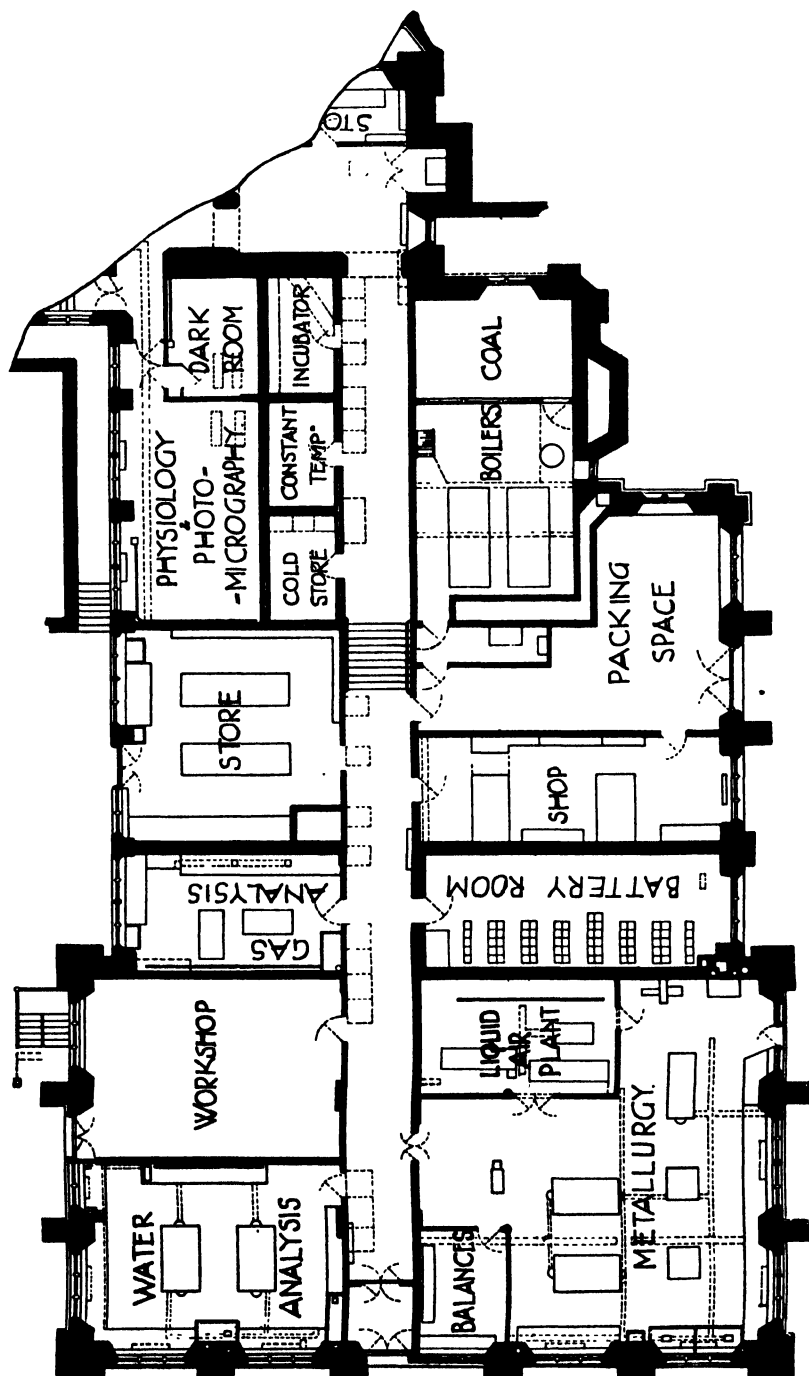 STO
DARK
ROOM
INCUBATOR
COAL
PHYSIOLOGY
&
PHOTO-
-MICROGRAPHY.
CONSTANT
TEMP.
BOILERS
COLD
STORE
PACKING
SPACE
STORE
SHOP
GAS
ANALYSIS
BATTERY ROOM
WORKSHOP
LIQUID
AIR
PLANT
METALLURGY.
WATER
ANALYSIS
BALANCES